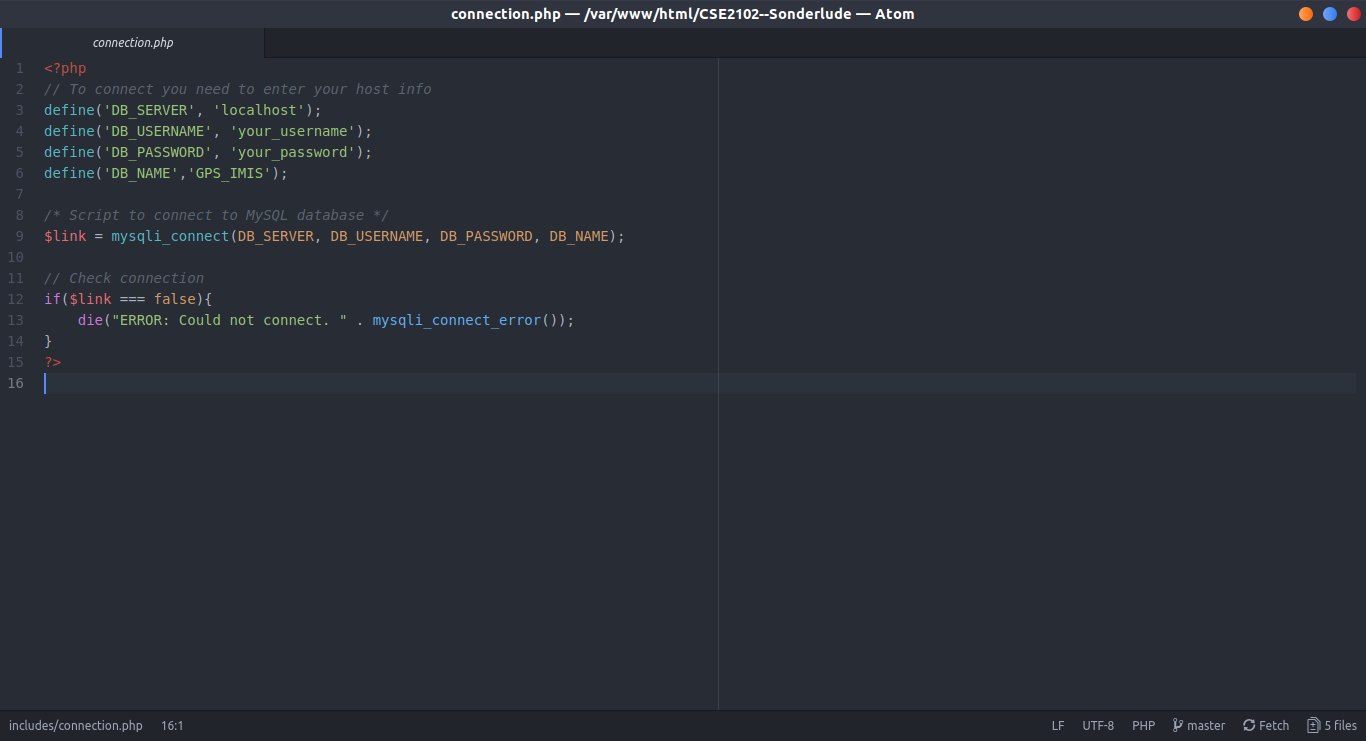 connection.php — /var/www/html/CSE2102--Sonderlude — Atom
connection.php
1 <?php
2 // To connect you need to enter your host info
3 define('DB_SERVER', 'localhost');
4 define('DB_USERNAME', 'your_username');
5 define('DB_PASSWORD', 'your_password');
6 define('DB_NAME','GPS_IMIS');
7
8 /* Script to connect to MySQL database */
9 $link = mysqli_connect(DB_SERVER, DB_USERNAME, DB_PASSWORD, DB_NAME);
10
11 // Check connection
12 if($link === false){
13     die("ERROR: Could not connect. " . mysqli_connect_error());
14 }
15 ?>
16
includes/connection.php 16:1 LF UTF-8 PHP master Fetch 5 files